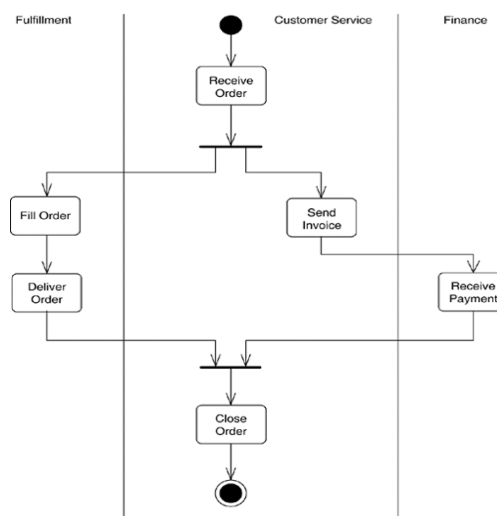 Fulfillment
Customer Service
Finance
Receive
Order
Fill Order
Send
Invoice
Deliver
Order
Receive
Payment
Close
Order